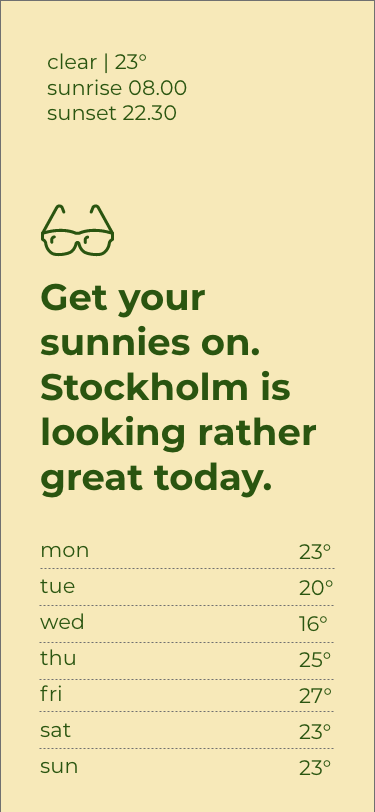 clear | 23°
sunrise 08.00
sunset 22.30
Get your
sunnies on.
Stockholm is
looking rather
great today.
mon 23°
tue 20°
wed 16°
thu 25°
fri 27°
sat 23°
sun 23°